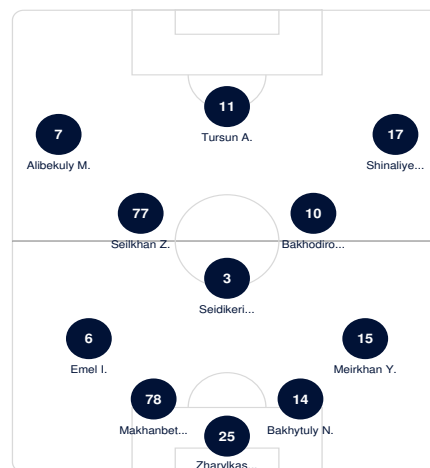 11
Tursun A.
7
Alibekuly M.
17
Shinaliye...
77
Seilkhan Z.
10
Bakhodiro...
3
Seidikeri...
6
Emel I.
15
Meirkhan Y.
78
Makhanbet...
14
Bakhytuly N.
25
Zharylkas...